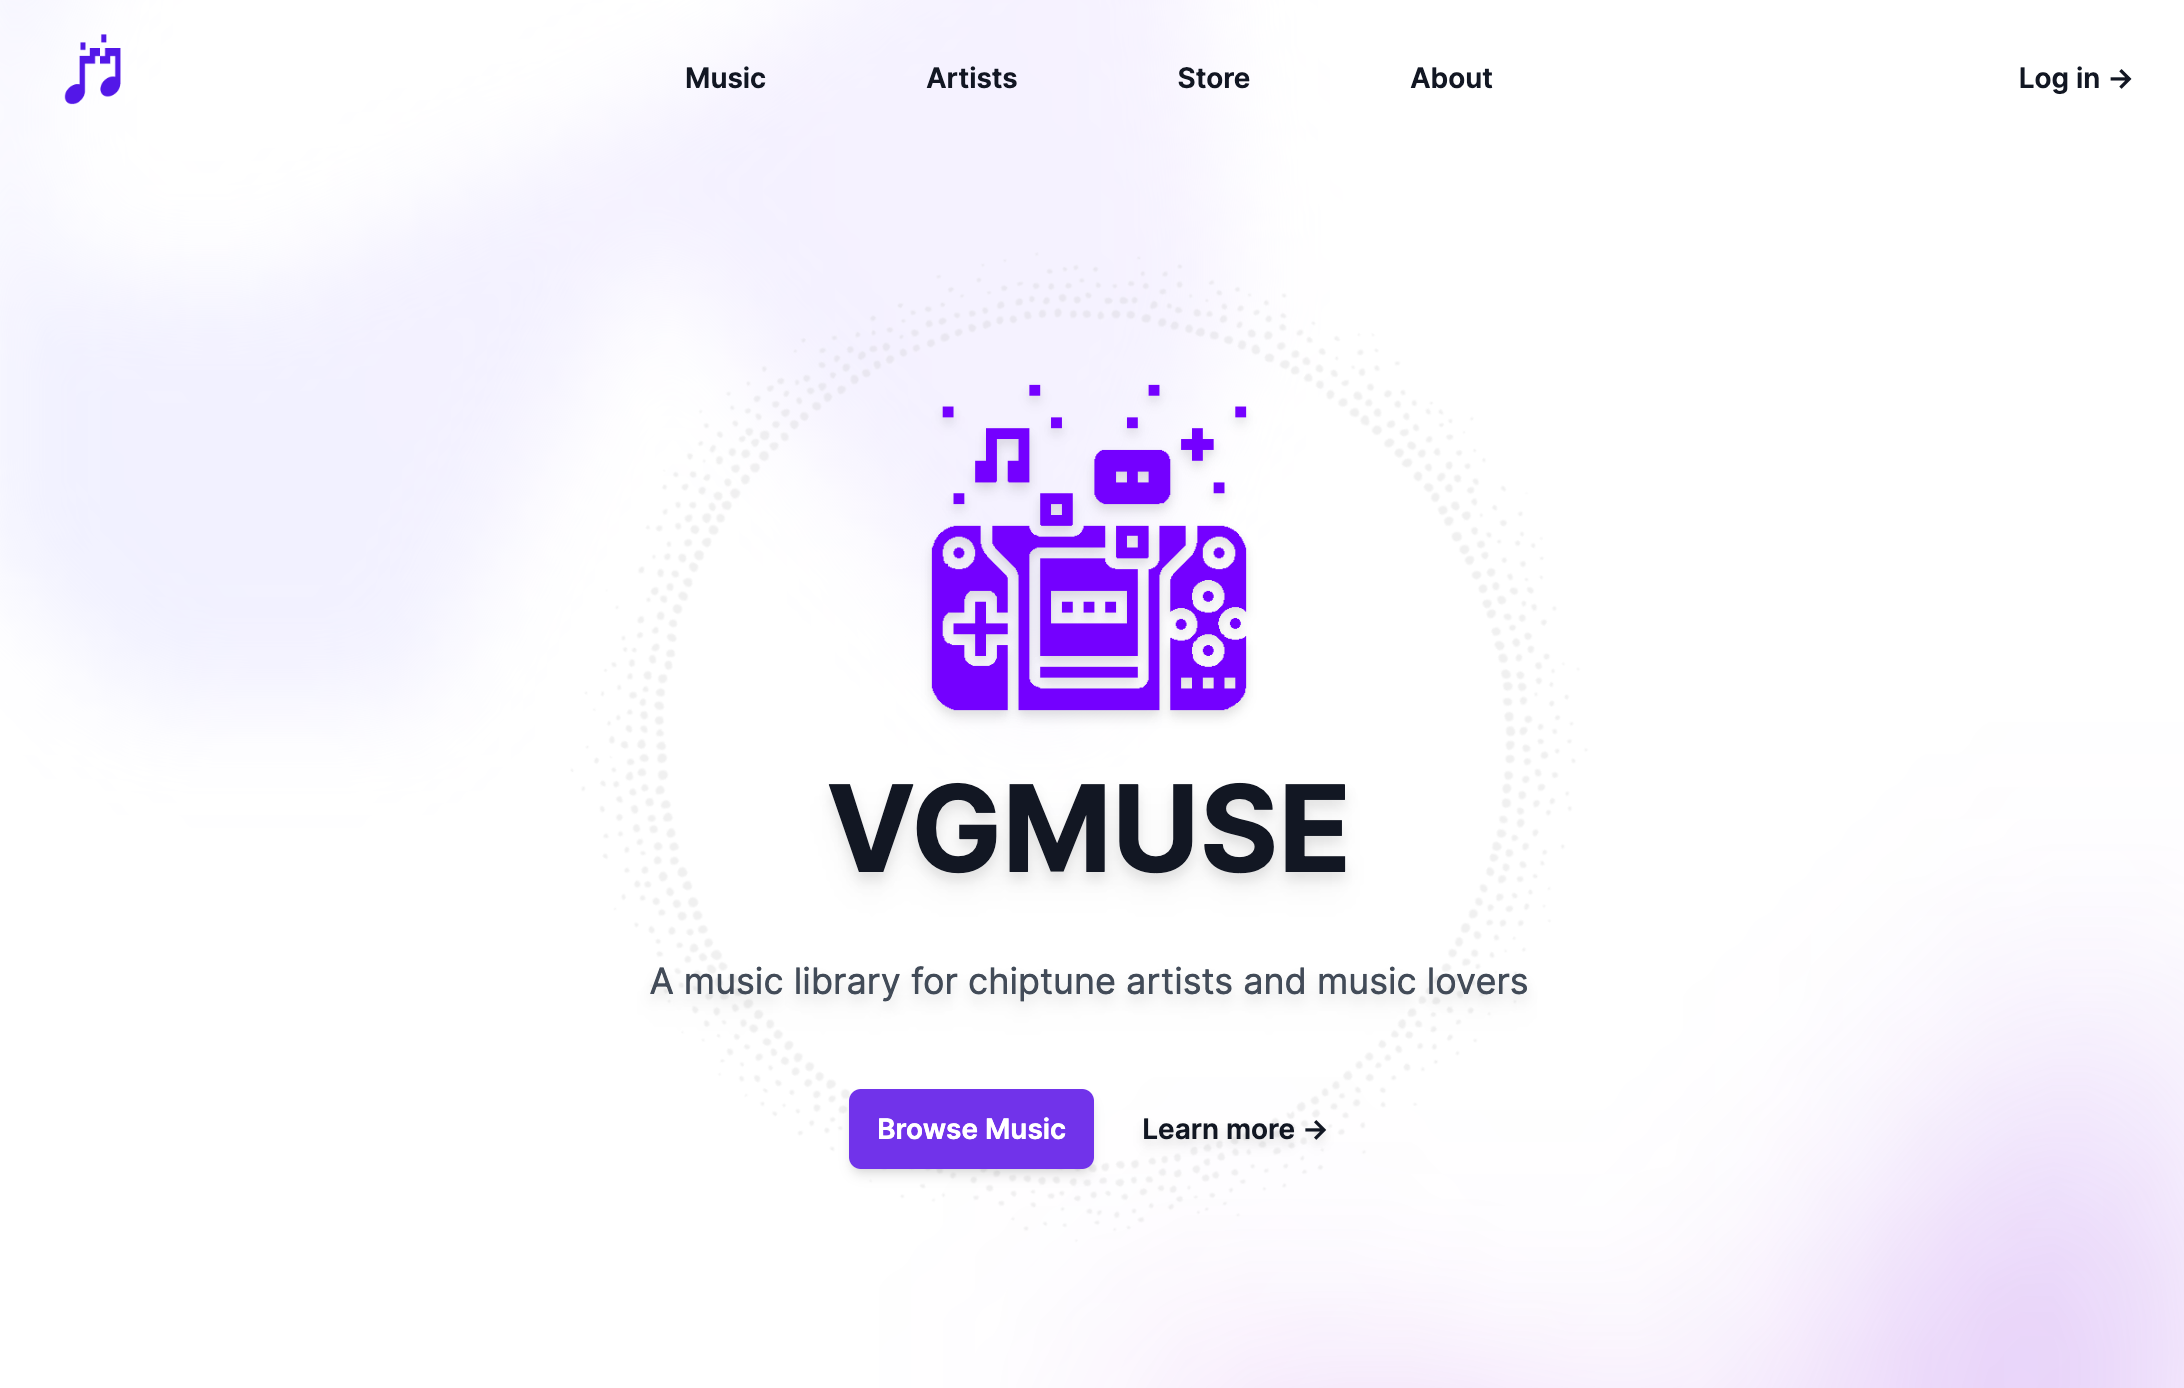 Music Artists Store About Log in →
VGMUSE
A music library for chiptune artists and music lovers
Browse Music Learn more →